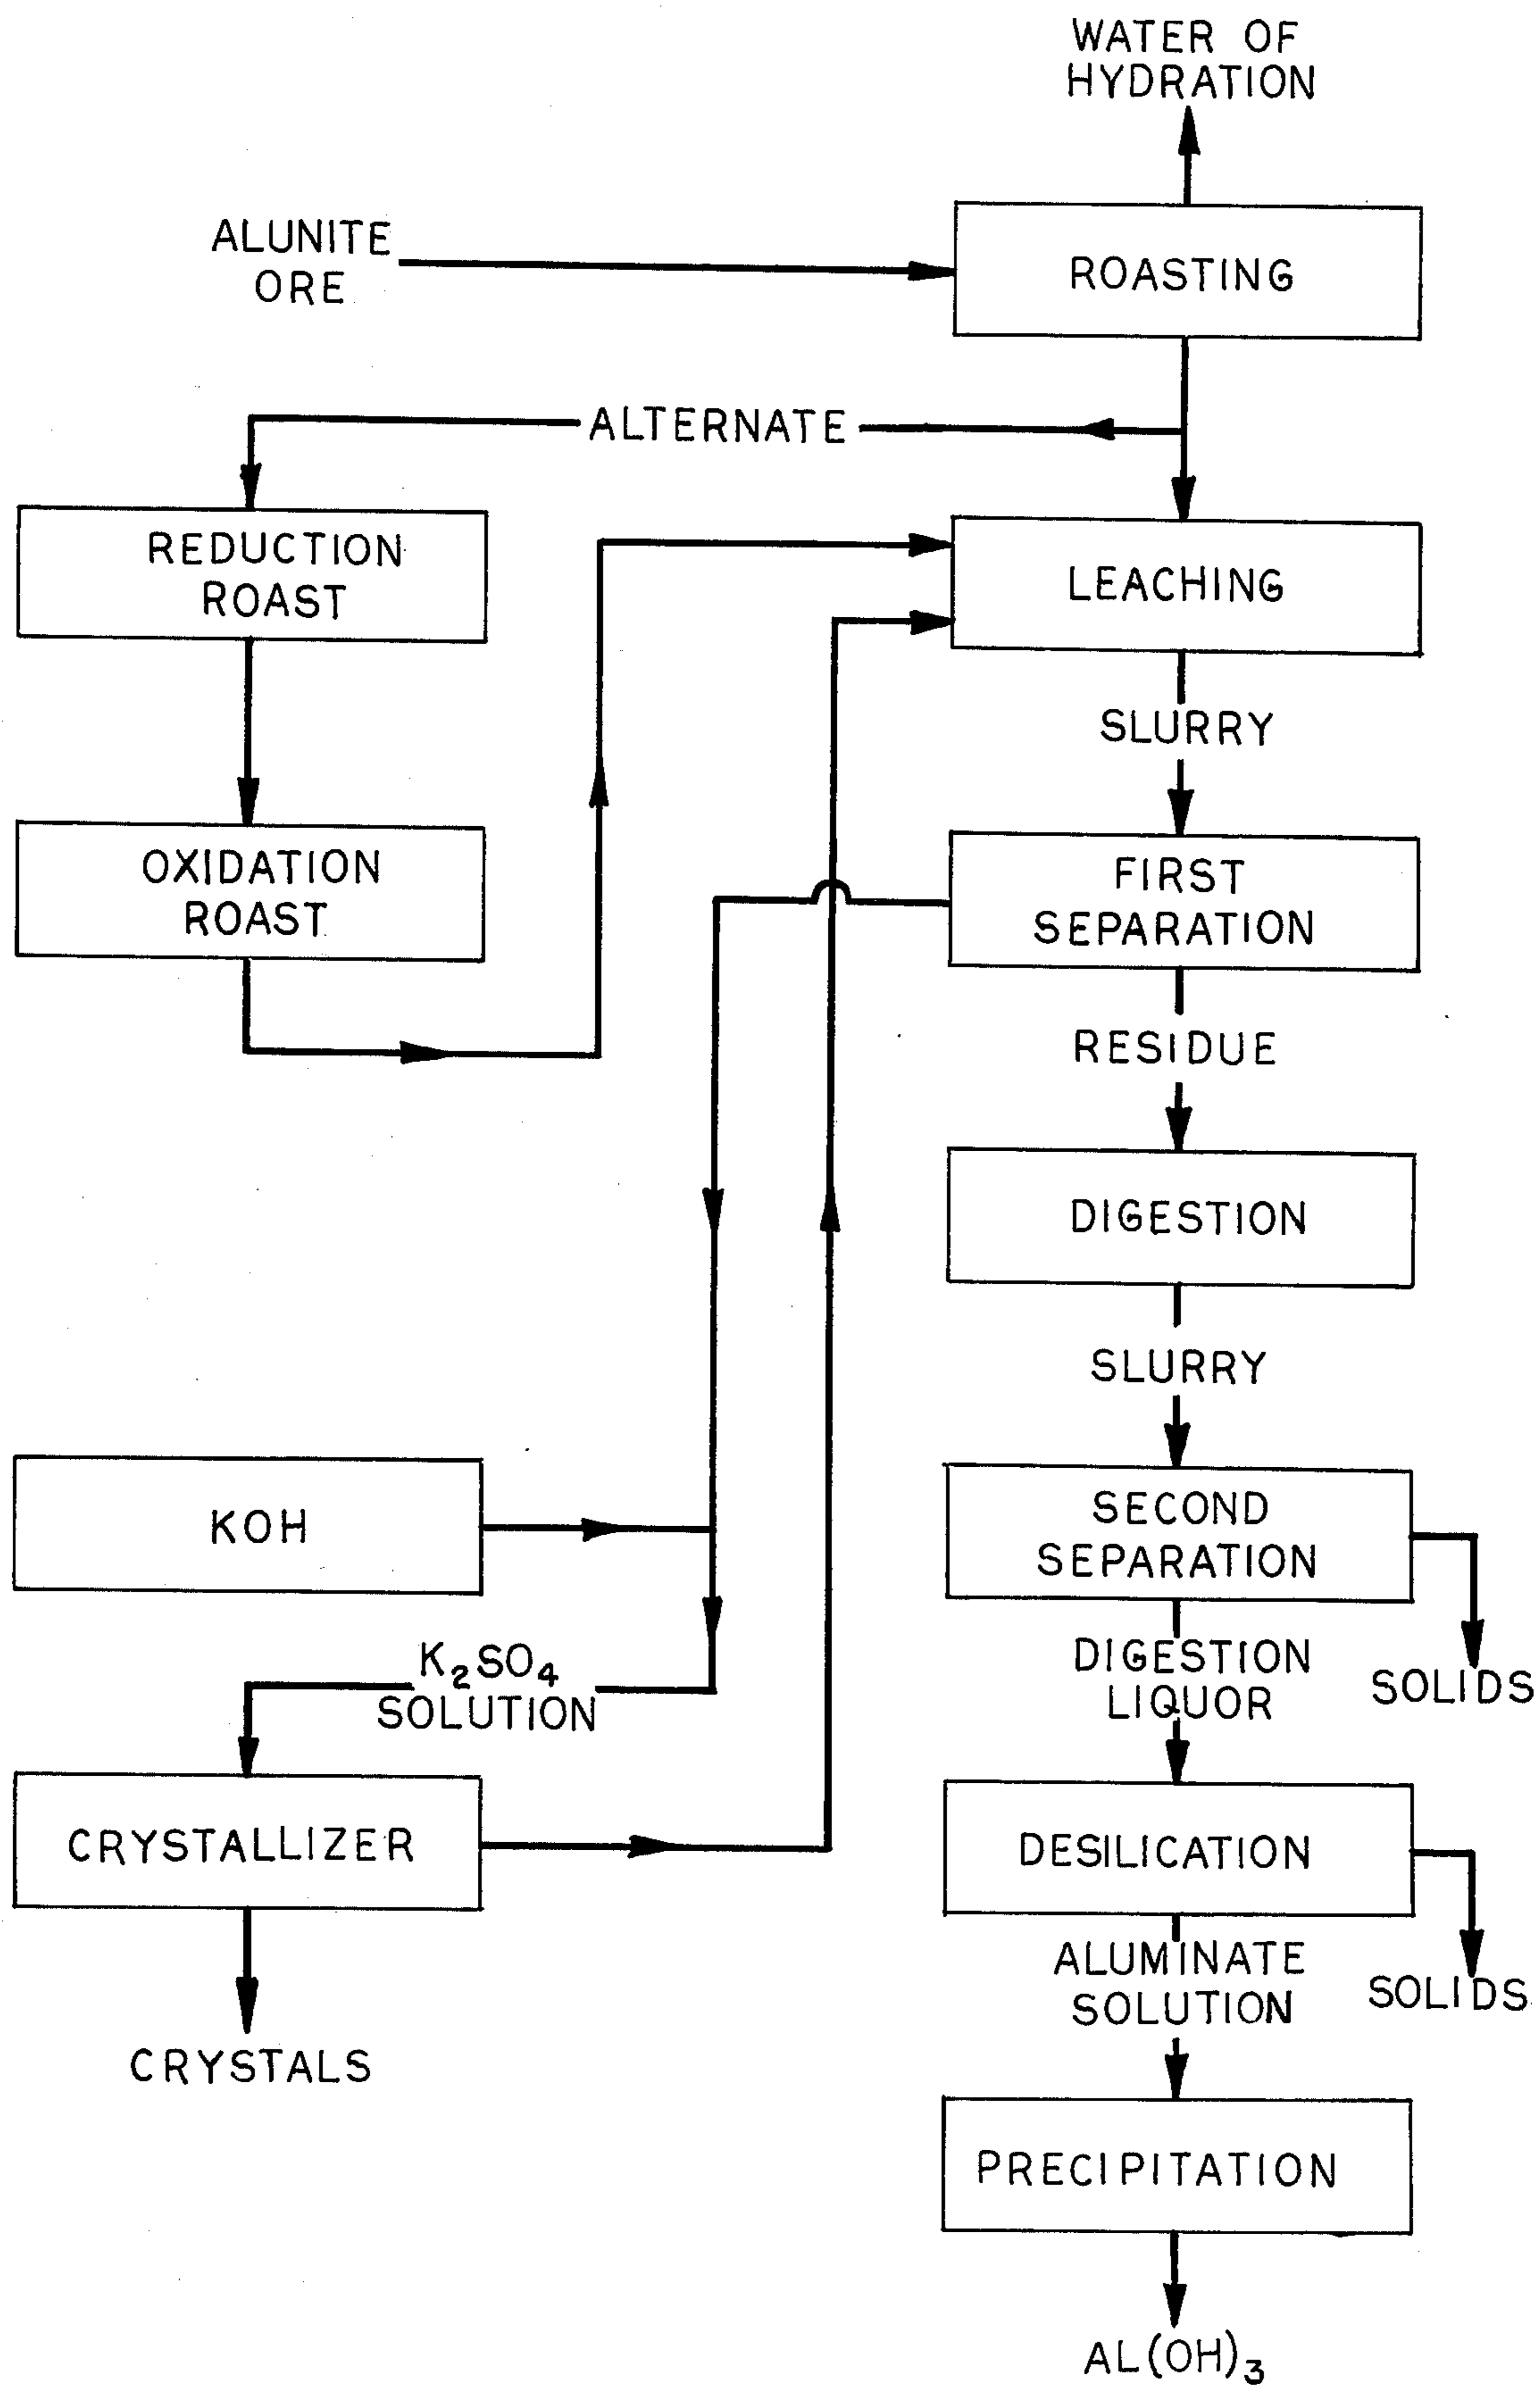 WATER OF
HYDRATION
ALUNITE
ORE
ROASTING
ALTERNATE
REDUCTION
ROAST
LEACHING
SLURRY
OXIDATION
ROAST
FIRST
SEPARATION
RESIDUE
DIGESTION
SLURRY
KOH
SECOND
SEPARATION
K₂SO₄
SOLUTION
DIGESTION
LIQUOR
SOLIDS
CRYSTALLIZER
DESILICATION
ALUMINATE
SOLUTION
SOLIDS
CRYSTALS
PRECIPITATION
AL(OH)₃